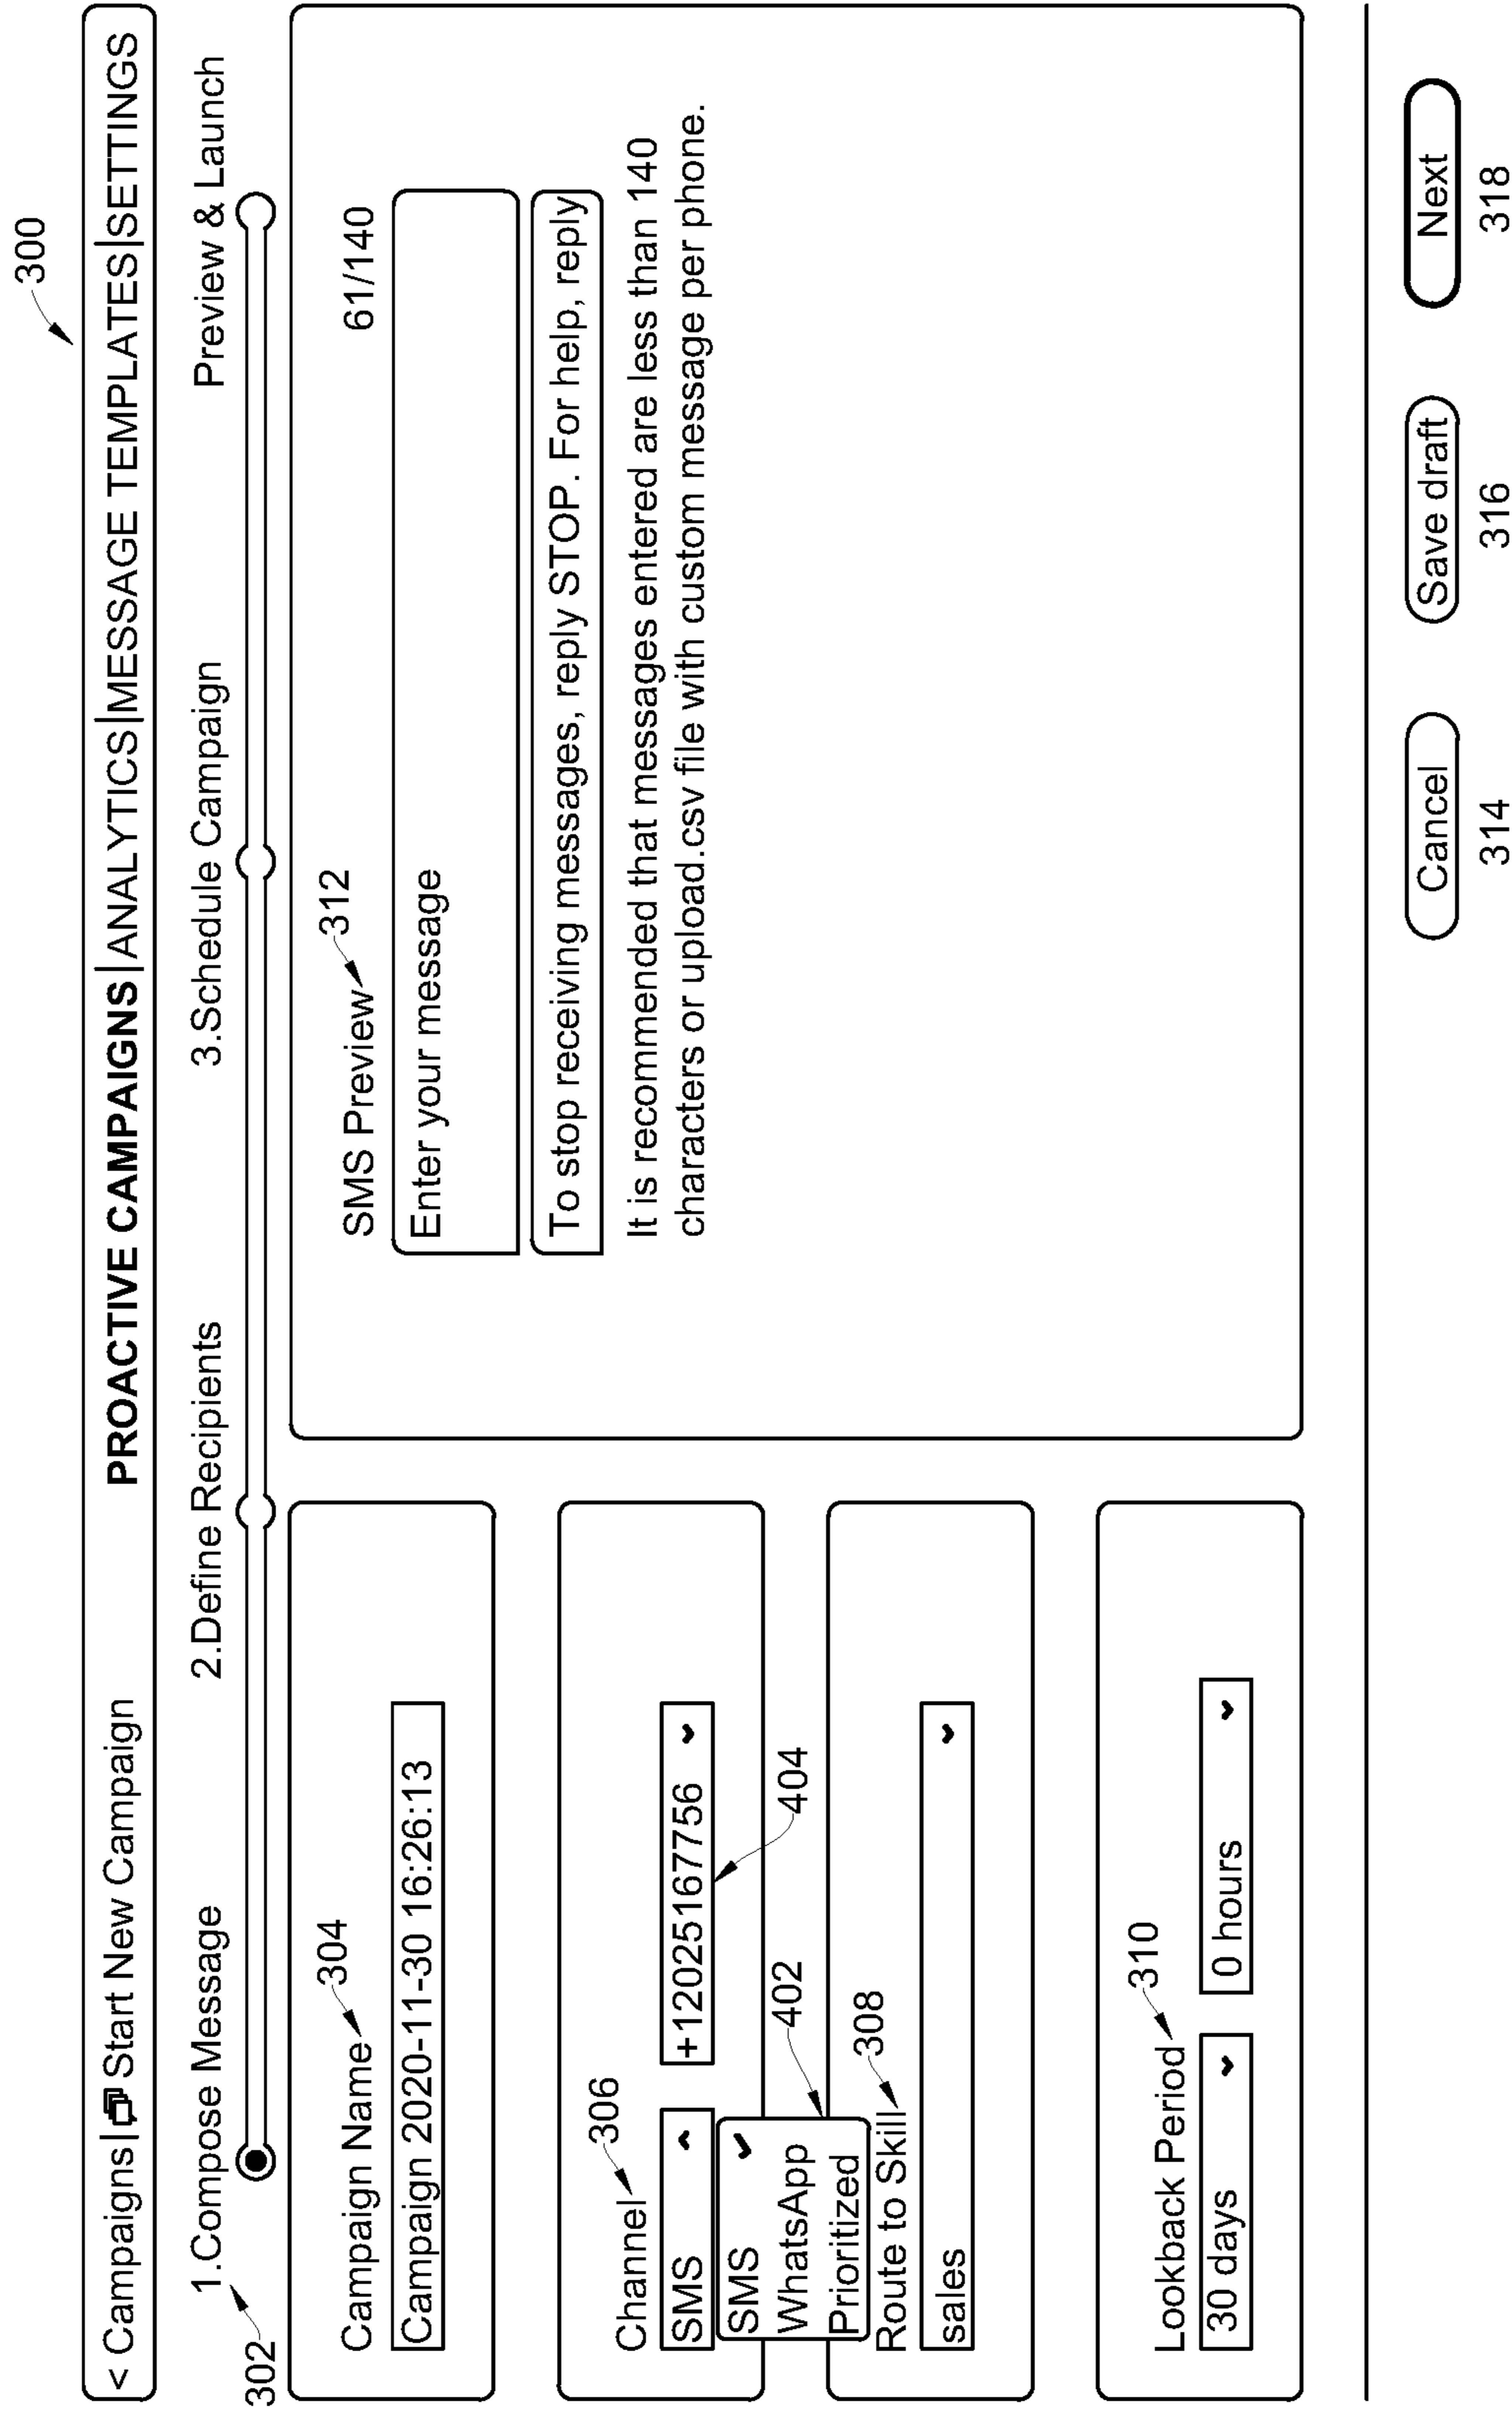 300
< Campaigns| Start New Campaign PROACTIVE CAMPAIGNS|ANALYTICS|MESSAGE TEMPLATES|SETTINGS
302
1.Compose Message 2.Define Recipients 3.Schedule Campaign Preview & Launch
Campaign Name 304
Campaign 2020-11-30 16:26:13
Channel 306
SMS +12025167756
404
SMS
WhatsApp
Prioritized
402
Route to Skill 308
sales
Lookback Period 310
30 days 0 hours
SMS Preview 312 61/140
Enter your message
To stop receiving messages, reply STOP. For help, reply
It is recommended that messages entered are less than 140
characters or upload.csv file with custom message per phone.
Cancel Save draft Next
314 316 318